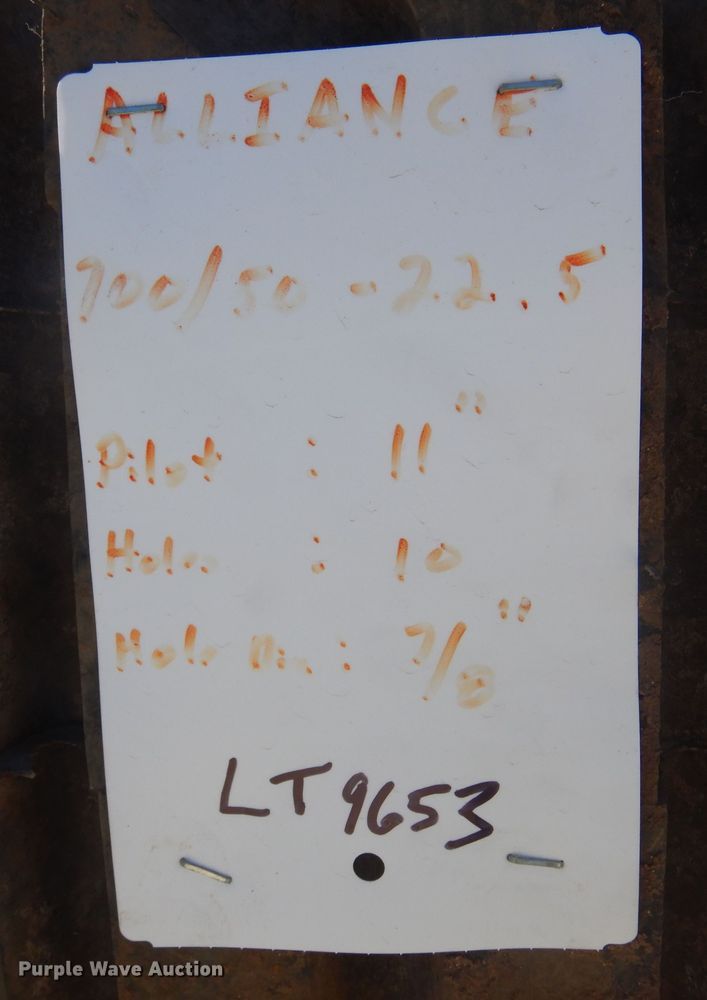 ALLIANCE
700/50 - 22.5
Pilot : 11"
Holes : 10
Hole Dia: 7/8"
LT9653
Purple Wave Auction